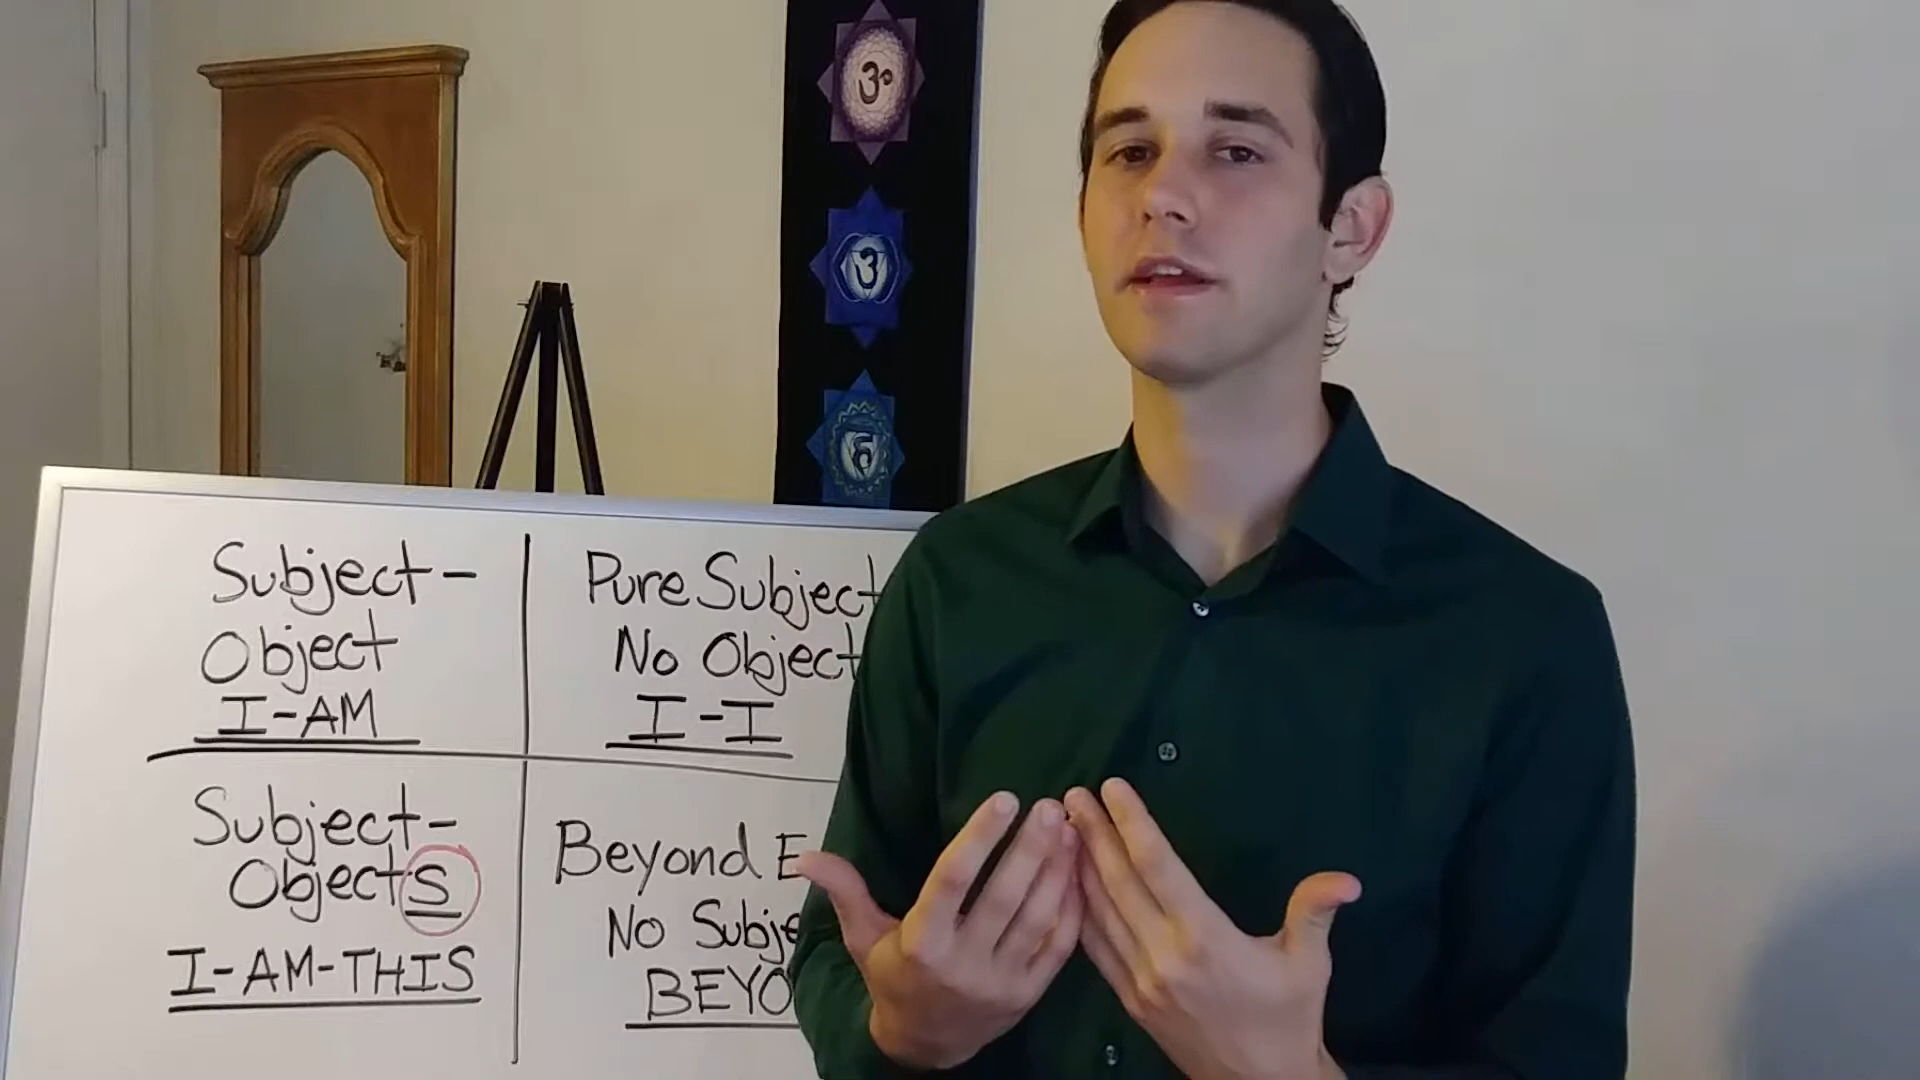 Subject-
Object
I-AM
Pure Subject
No Object
I-I
Subject-
Objects
I-AM-THIS
Beyond
No
ॐ